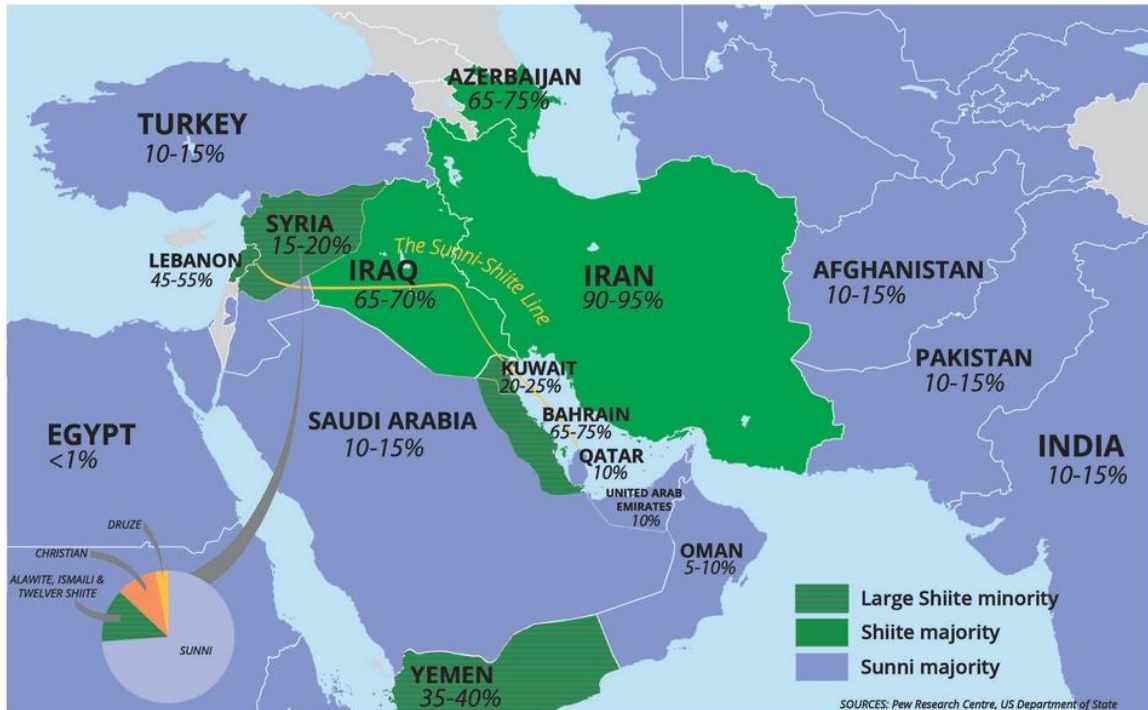 AZERBAIJAN
65-75%
TURKEY
10-15%
SYRIA
15-20%
The Sunni-Shiite Line
LEBANON
45-55%
IRAQ
65-70%
IRAN
90-95%
AFGHANISTAN
10-15%
PAKISTAN
10-15%
KUWAIT
20-25%
BAHRAIN
65-75%
SAUDI ARABIA
10-15%
QATAR
10%
EGYPT
<1%
INDIA
10-15%
UNITED ARAB
EMIRATES
10%
OMAN
5-10%
DRUZE
CHRISTIAN
ALAWITE, ISMAILI &
TWELVER SHIITE
SUNNI
YEMEN
35-40%
Large Shiite minority
Shiite majority
Sunni majority
SOURCES: Pew Research Centre, US Department of State